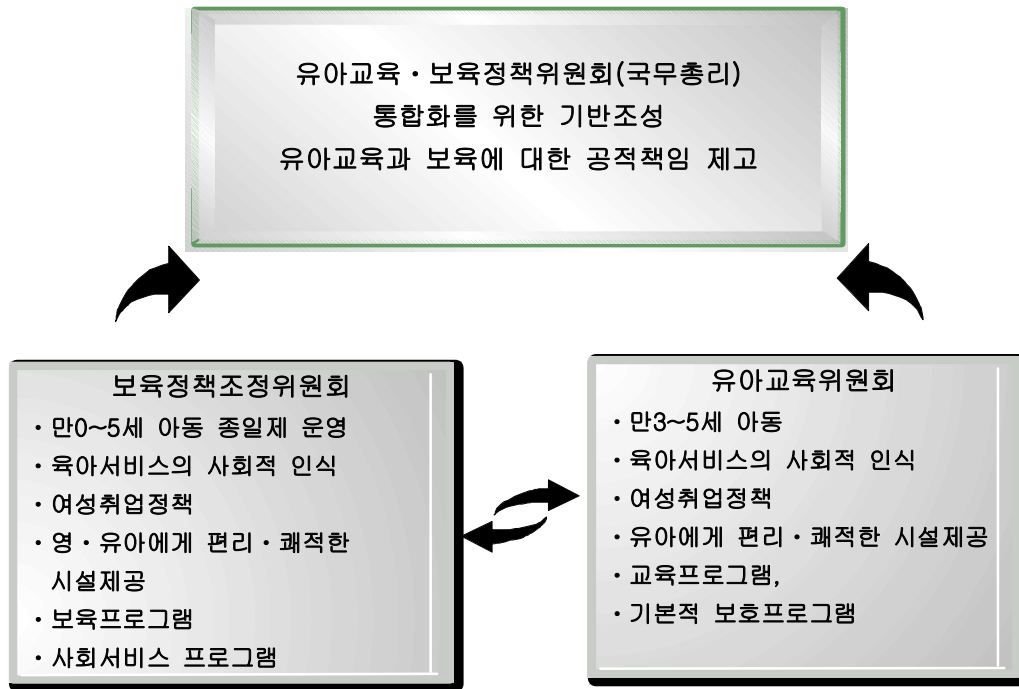 유아교육·보육정책위원회(국무총리)
통합화를 위한 기반조성
유아교육과 보육에 대한 공적책임 제고
보육정책조정위원회
·만0~5세 아동 종일제 운영
·육아서비스의 사회적 인식
·여성취업정책
·영·유아에게 편리·쾌적한
시설제공
·보육프로그램
·사회서비스 프로그램
유아교육위원회
·만3~5세 아동
·육아서비스의 사회적 인식
·여성취업정책
·유아에게 편리·쾌적한 시설제공
·교육프로그램,
·기본적 보호프로그램